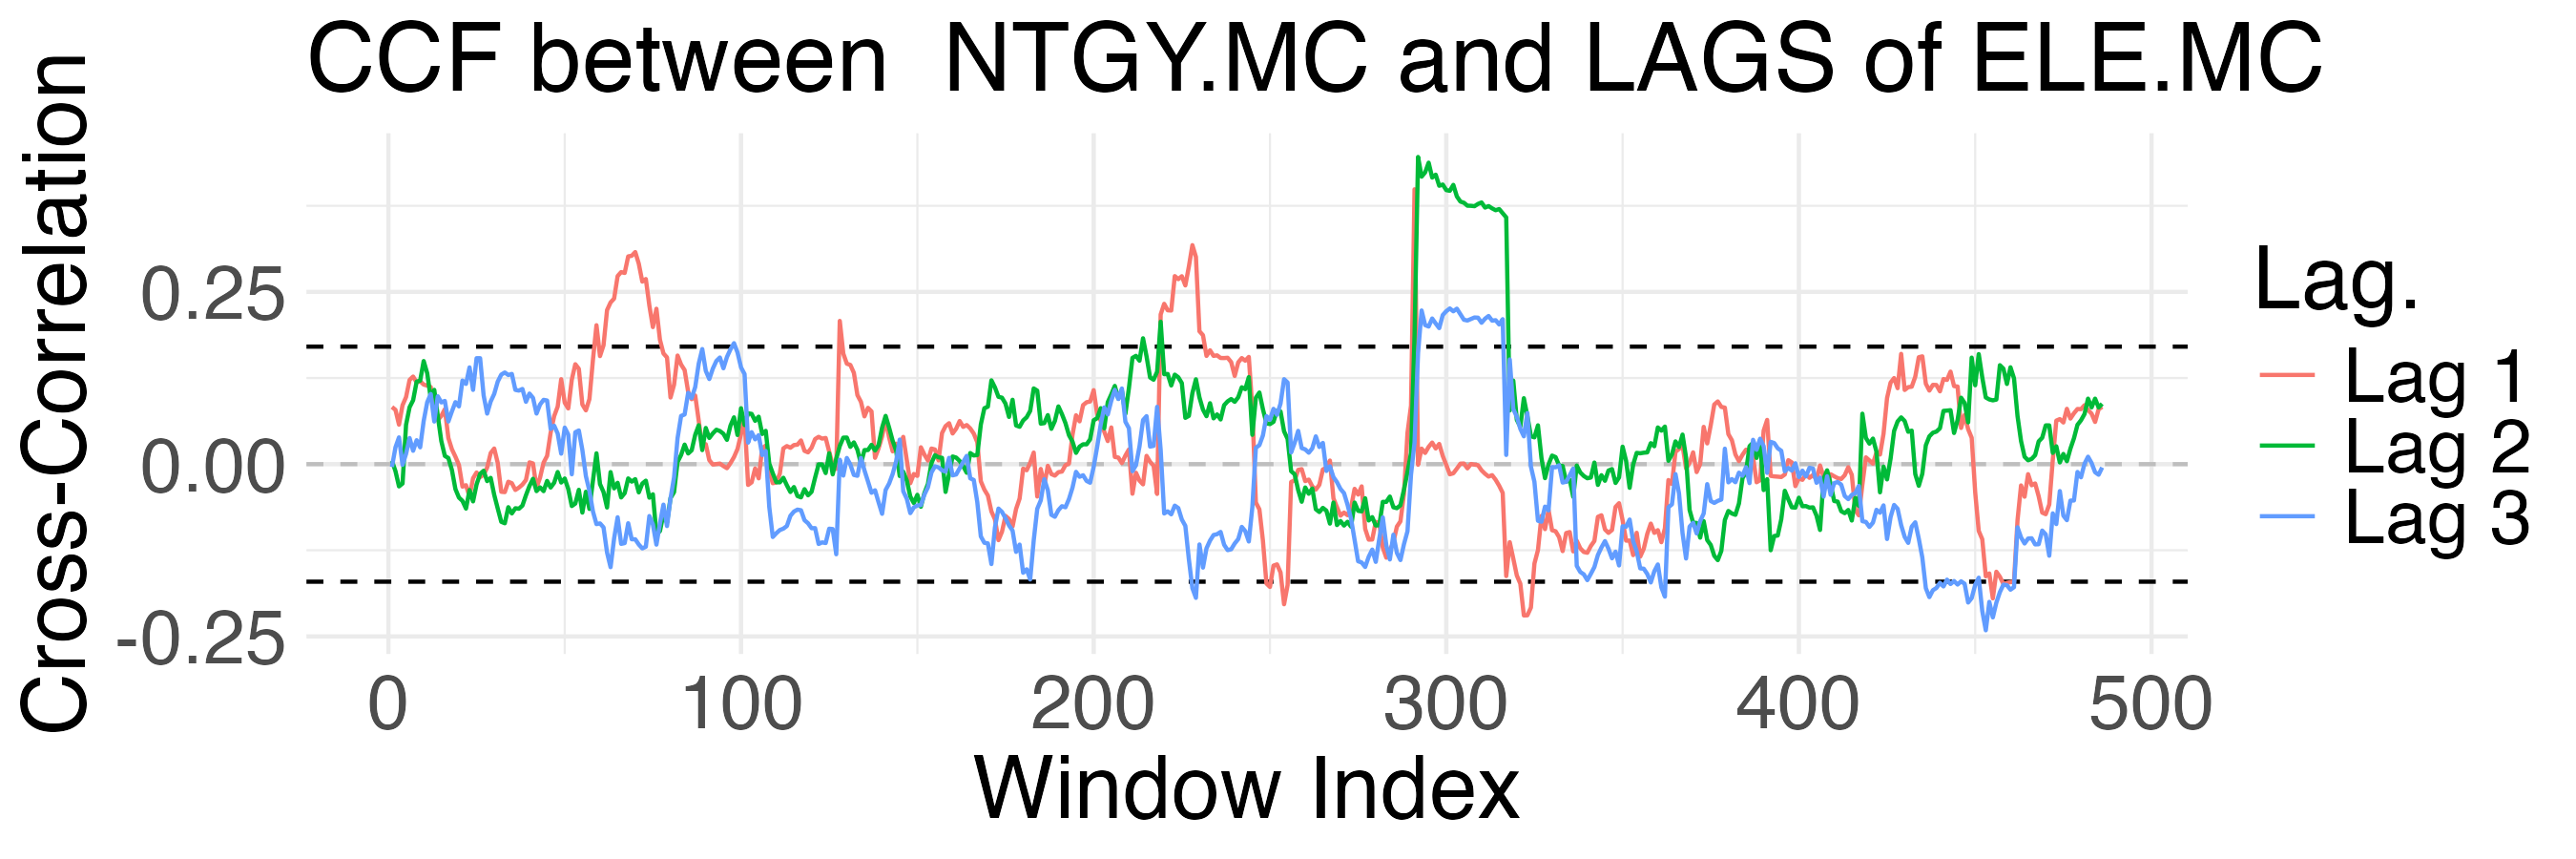 CCF between  NTGY.MC and LAGS of ELE.MC
Cross-Correlation
0.25
0.00
-0.25
0 100 200 300 400 500
Window Index
Lag.
Lag 1
Lag 2
Lag 3